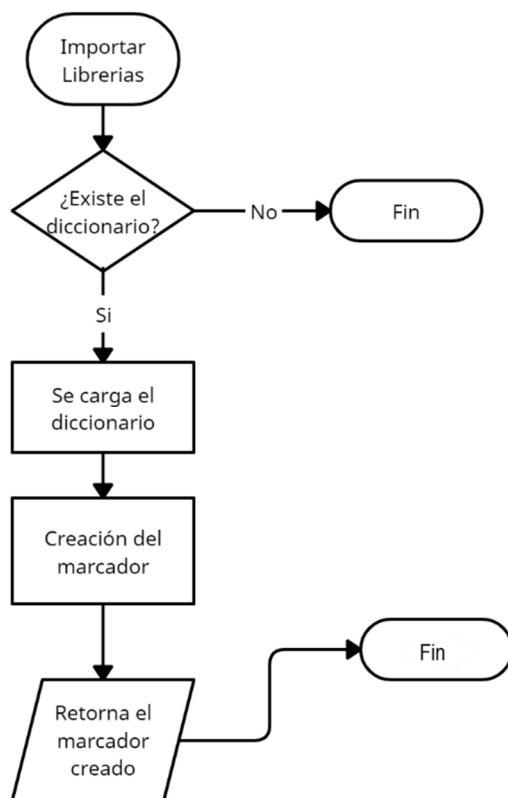 Importar
Librerias
¿Existe el
diccionario?
No
Fin
Si
Se carga el
diccionario
Creación del
marcador
Retorna el
marcador
creado
Fin